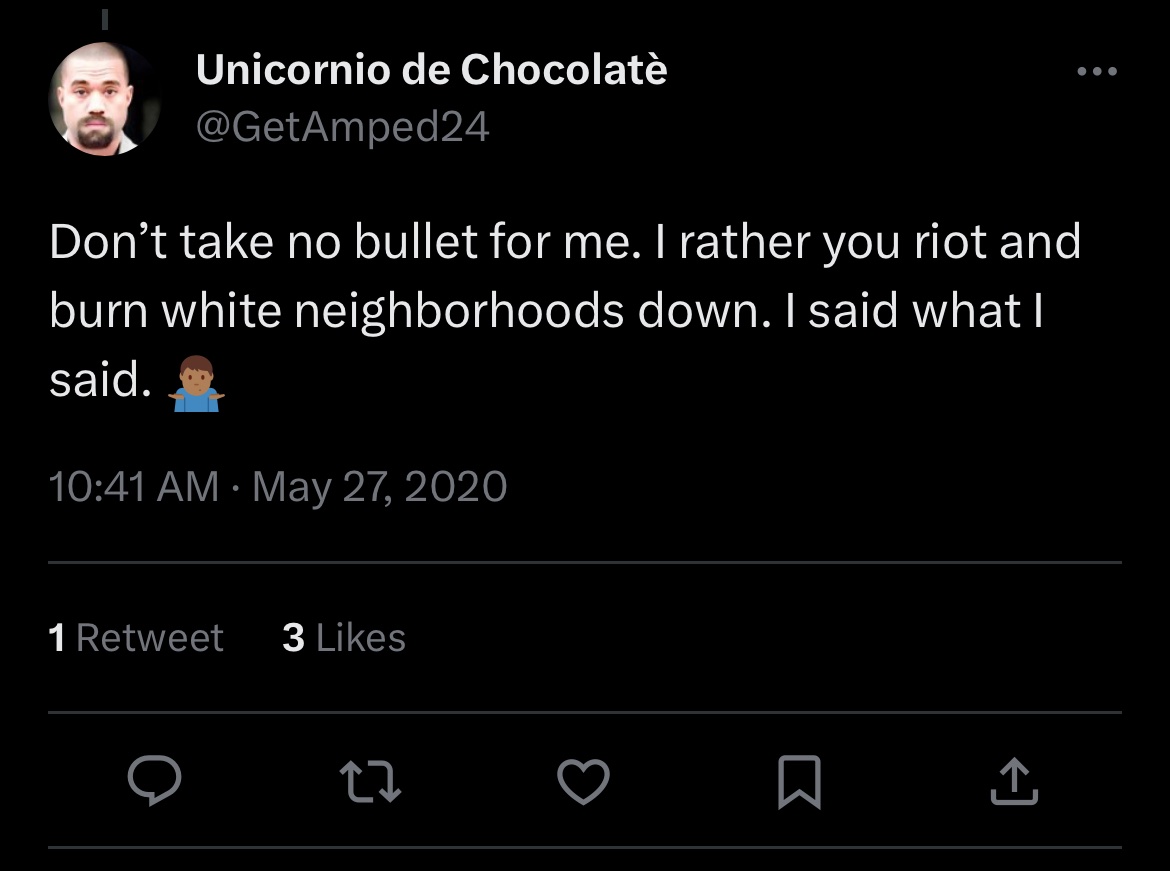 Unicornio de Chocolatè
@GetAmped24
Don’t take no bullet for me. I rather you riot and
burn white neighborhoods down. I said what I
said. 🤷🏾‍♂️
10:41 AM · May 27, 2020
1 Retweet 3 Likes